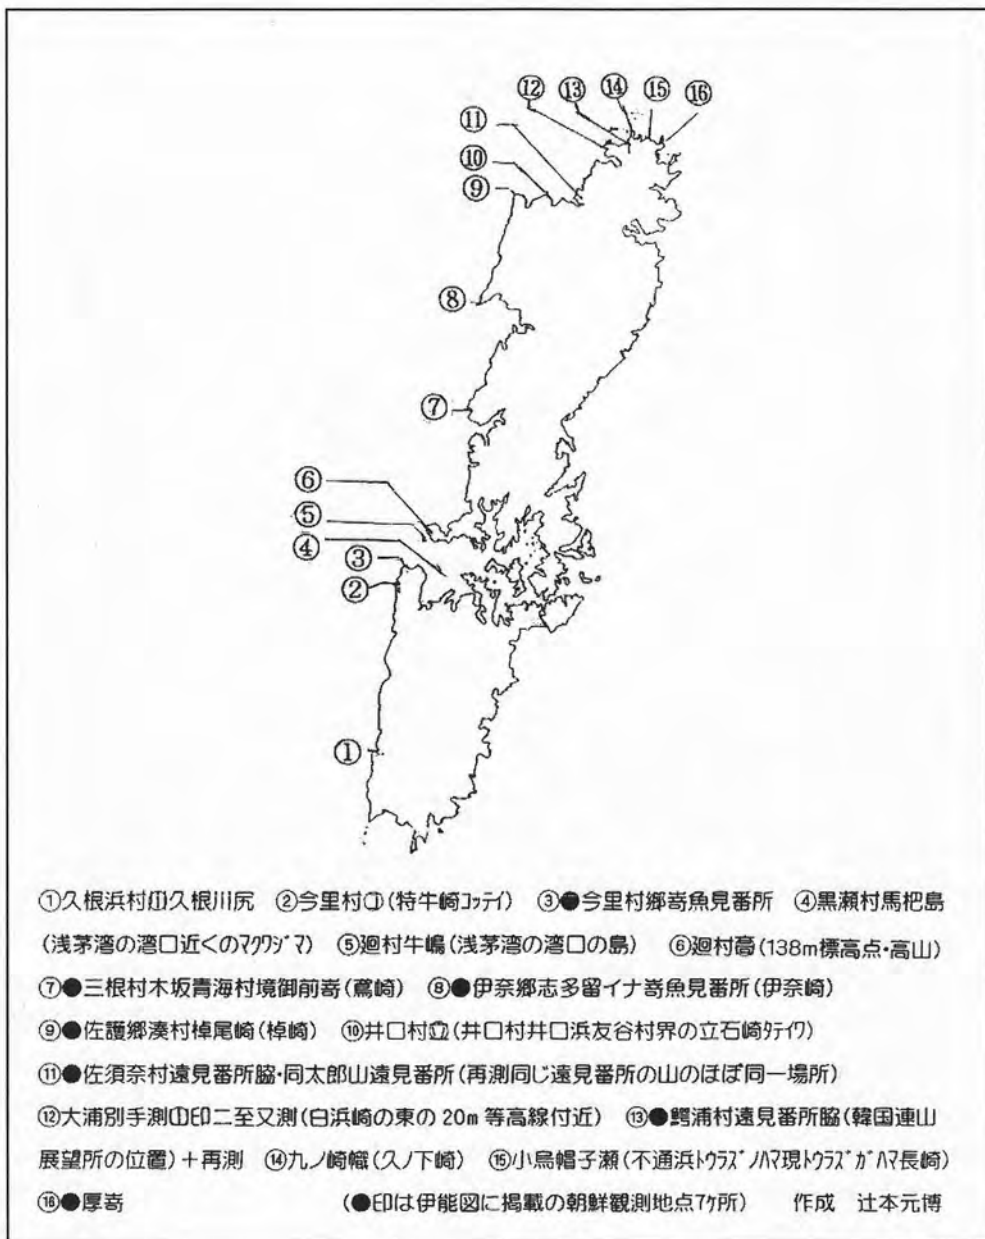 ⑫
⑬
⑭
⑮
⑯
⑪
⑩
⑨
⑧
⑦
⑥
⑤
④
③
②
①
①久根浜村 久根川尻 ②今里村 (特牛崎ｺｯﾃｲ) ③●今里村郷嵜魚見番所 ④黒瀬村馬把島
(浅茅湾の湾口近くのﾏｸﾜｼﾞﾏ) ⑤廻村牛嶋(浅茅湾の湾口の島) ⑥廻村 (138m標高点・高山)
⑦●三根村木坂青海村境御前嵜(鳶崎) ⑧●伊奈郷志多留イナ嵜魚見番所(伊奈崎)
⑨●佐護郷湊村棹尾崎(棹崎) ⑩井口村 (井口村井口浜友谷村界の立石崎ﾀﾃｲﾜ)
⑪●佐須奈村遠見番所脇・同太郎山遠見番所(再測同じ遠見番所の山のほぼ同一場所)
⑫大浦別手測 印ニ至又測(白浜崎の東の20m等高線付近) ⑬●鰐浦村遠見番所脇(韓国連山
展望所の位置)＋再測 ⑭九ノ崎幟(久ノ下崎) ⑮小烏帽子瀬(不通浜ﾄｳﾗｽﾞﾉﾊﾏ現ﾄｳﾗｽﾞｶﾞﾊﾏ長崎)
⑯●厚嵜 (●印は伊能図に掲載の朝鮮観測地点7ヶ所) 作成 辻本元博